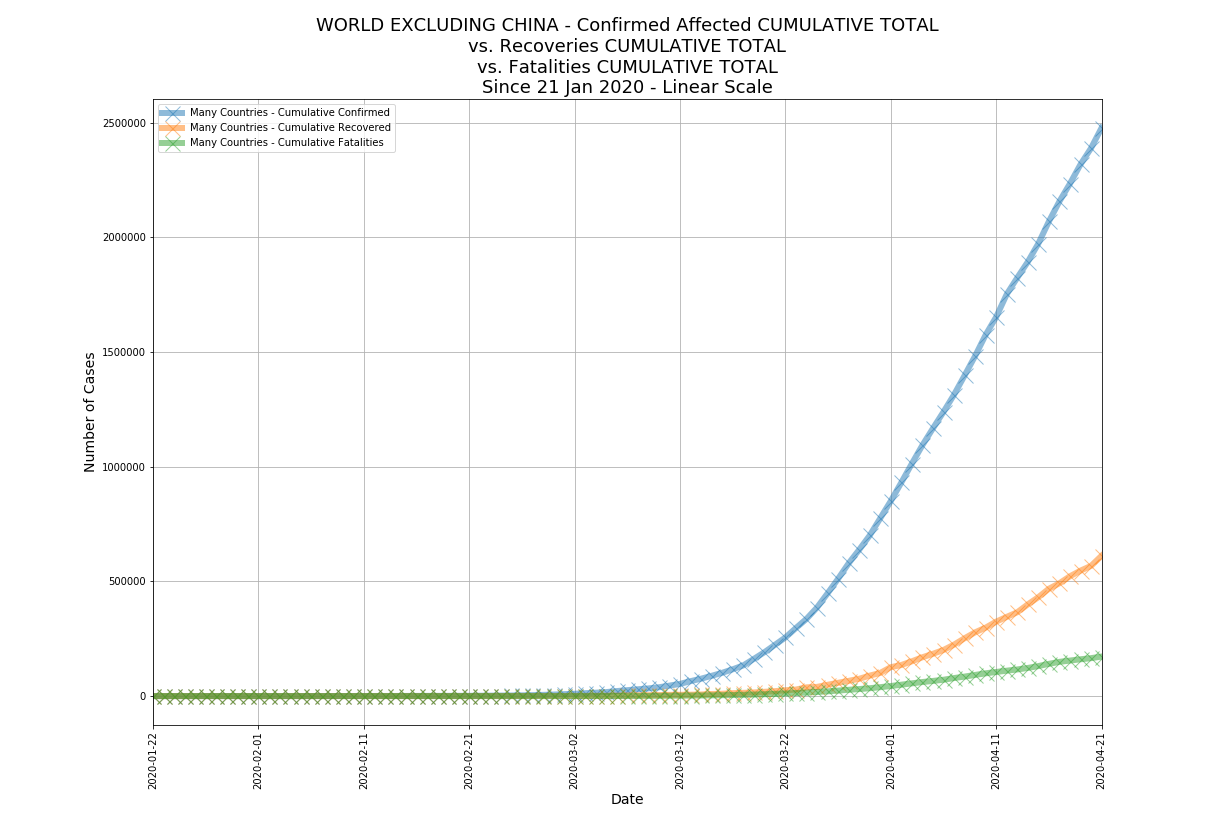 WORLD EXCLUDING CHINA - Confirmed Affected CUMULATIVE TOTAL
vs. Recoveries CUMULATIVE TOTAL
vs. Fatalities CUMULATIVE TOTAL
Since 21 Jan 2020 - Linear Scale
Many Countries - Cumulative Confirmed
Many Countries - Cumulative Recovered
Many Countries - Cumulative Fatalities
Number of Cases
2500000
2000000
1500000
1000000
500000
0
2020-01-22
2020-02-01
2020-02-11
2020-02-21
2020-03-02
2020-03-12
2020-03-22
2020-04-01
2020-04-11
2020-04-21
Date